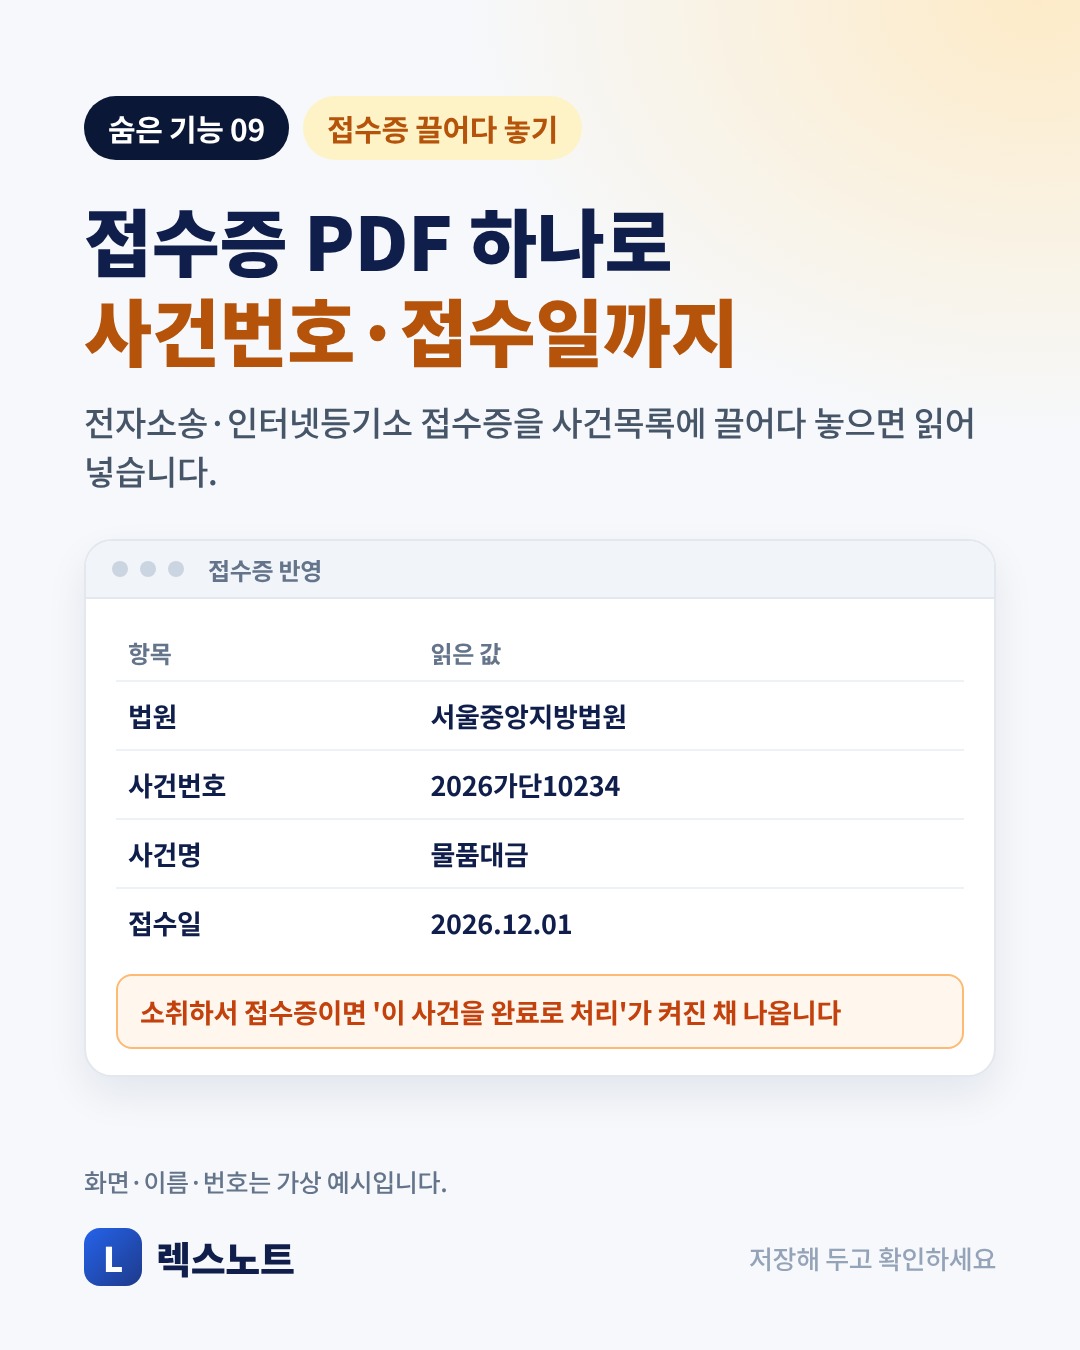 숨은 기능 09 접수증 끌어다 놓기
접수증 PDF 하나로
사건번호·접수일까지
전자소송·인터넷등기소 접수증을 사건목록에 끌어다 놓으면 읽어
넣습니다.
접수증 반영
항목 읽은 값
법원 서울중앙지방법원
사건번호 2026가단10234
사건명 물품대금
접수일 2026.12.01
소취하서 접수증이면 '이 사건을 완료로 처리'가 켜진 채 나옵니다
화면·이름·번호는 가상 예시입니다.
L 렉스노트 저장해 두고 확인하세요